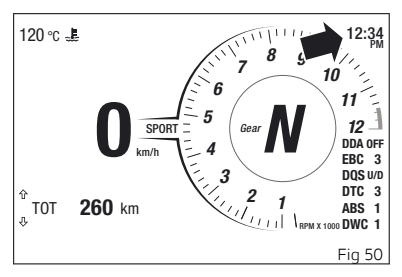 120 °C
12:34
PM
8
9
7
10
6
11
5
12
SPORT
Gear
N
0
km/h
4
3
2
1
RPM X 1000
DDA OFF
EBC 3
DQS U/D
DTC 3
ABS 1
DWC 1
TOT 260 km
Fig 50